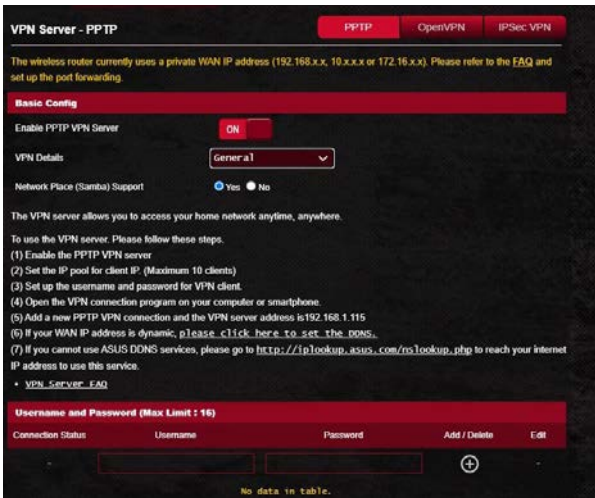 VPN Server - PPTP
PPTP
OpenVPN
IPSec VPN
The wireless router currently uses a private WAN IP address (192.168.x.x, 10.x.x.x or 172.16.x.x). Please refer to the FAQ and
set up the port forwarding.
Basic Config
Enable PPTP VPN Server
ON
VPN Details
General
Network Place (Samba) Support
Yes No
The VPN server allows you to access your home network anytime, anywhere.
To use the VPN server. Please follow these steps.
(1) Enable the PPTP VPN server
(2) Set the IP pool for client IP. (Maximum 10 clients)
(3) Set up the username and password for VPN client.
(4) Open the VPN connection program on your computer or smartphone.
(5) Add a new PPTP VPN connection and the VPN server address is192.168.1.115
(6) If your WAN IP address is dynamic, please click here to set the DDNS.
(7) If you cannot use ASUS DDNS services, please go to http://iplookup.asus.com/nslookup.php to reach your internet
IP address to use this service.
• VPN Server FAQ
Username and Password (Max Limit : 16)
Connection Status Username Password Add / Delete Edit
- -
No data in table.